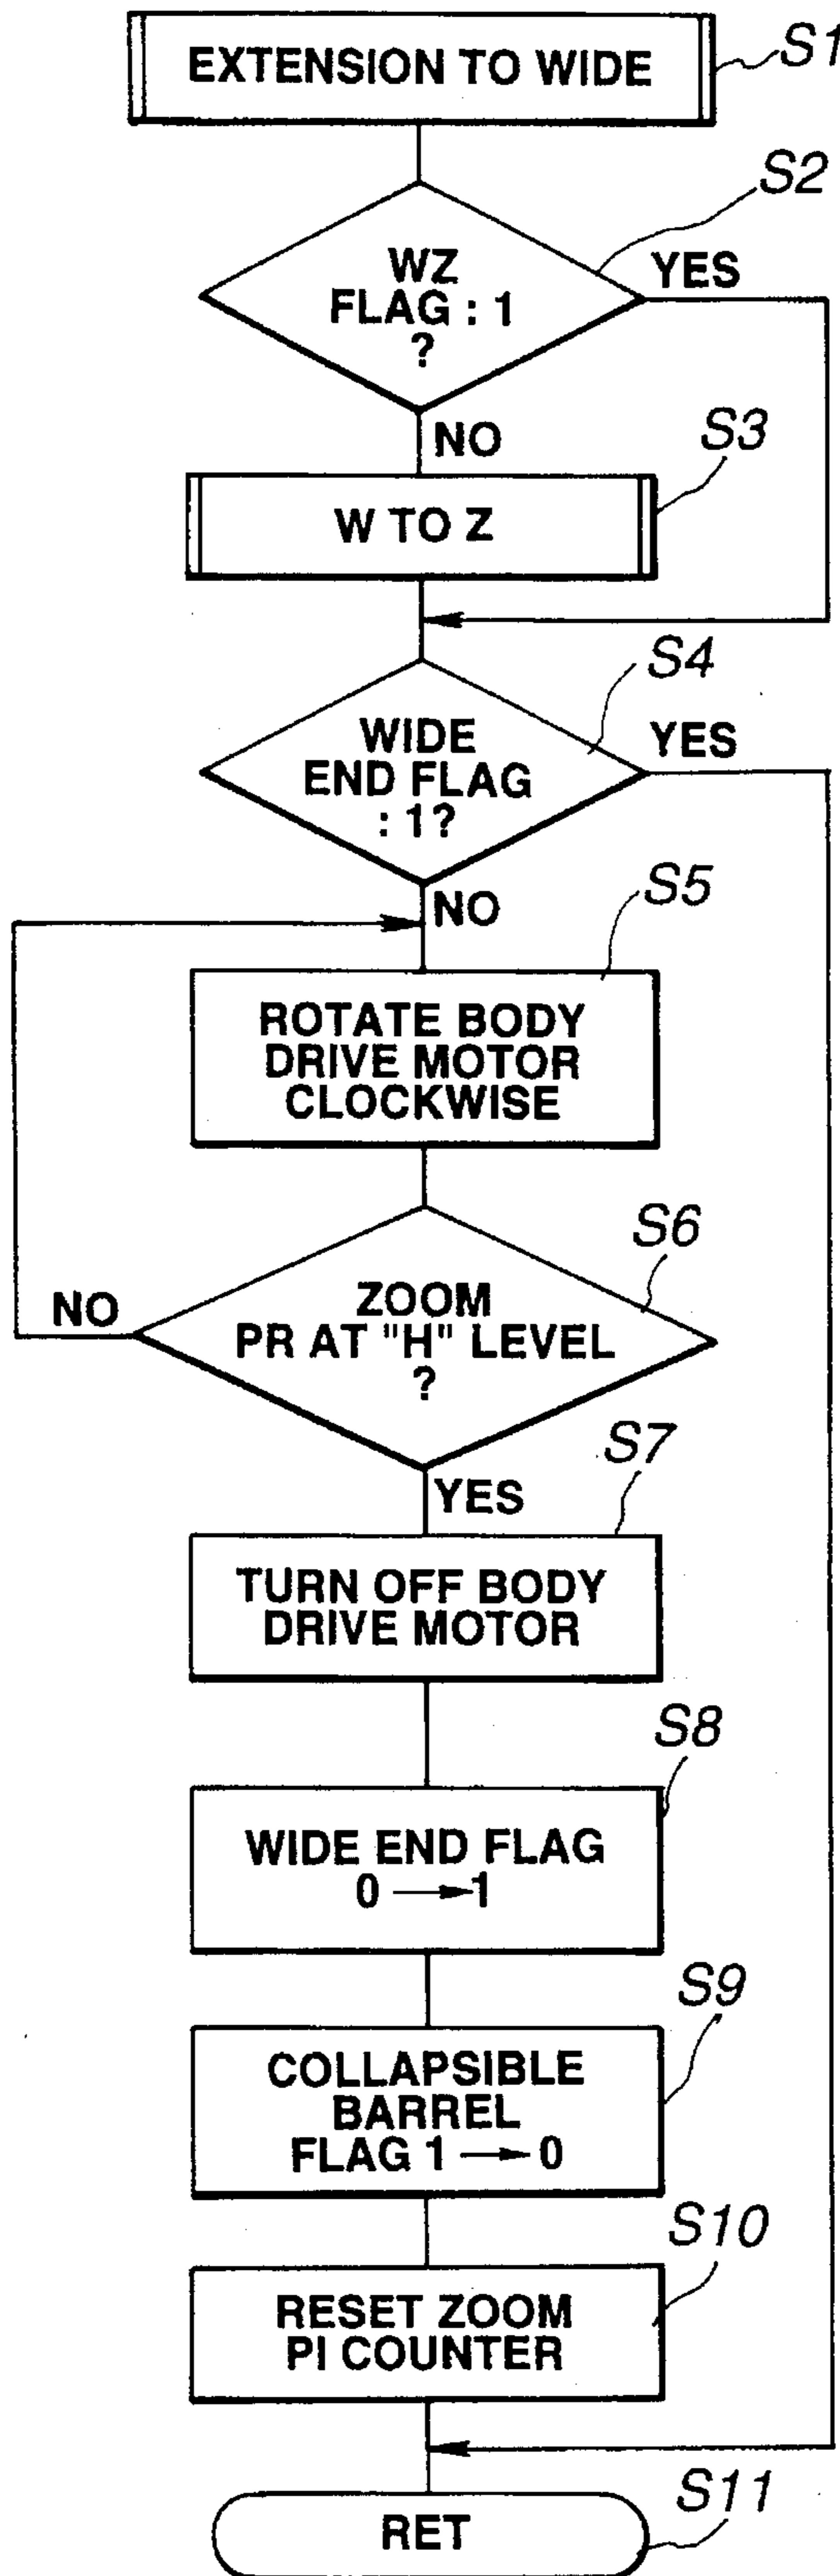 EXTENSION TO WIDE
S1
S2
WZ
FLAG : 1
?
YES
NO
S3
W TO Z
S4
WIDE
END FLAG
: 1?
YES
NO
S5
ROTATE BODY
DRIVE MOTOR
CLOCKWISE
S6
ZOOM
PR AT "H" LEVEL
?
NO
YES
S7
TURN OFF BODY
DRIVE MOTOR
S8
WIDE END FLAG
0 → 1
S9
COLLAPSIBLE
BARREL
FLAG 1 → 0
S10
RESET ZOOM
PI COUNTER
S11
RET